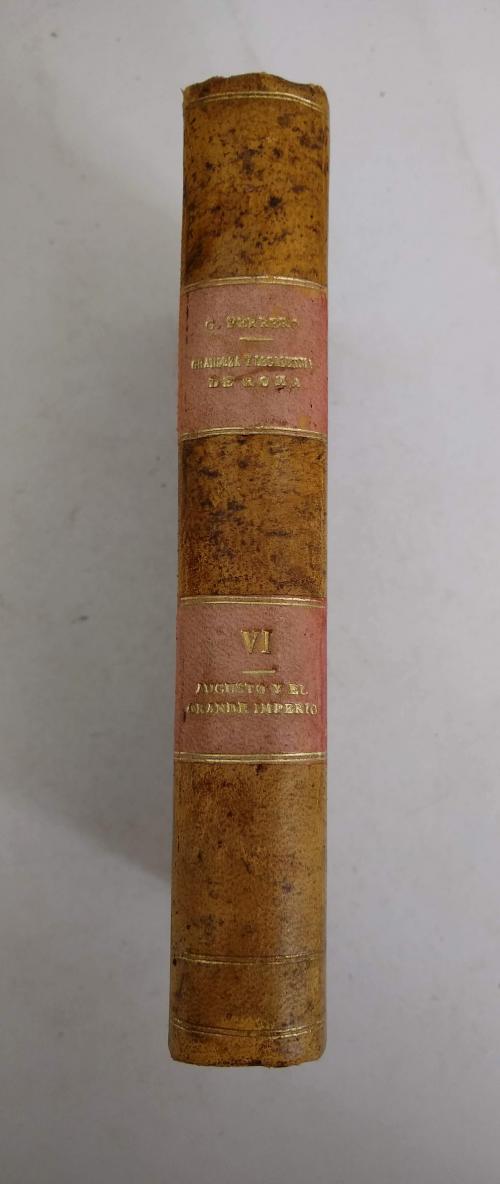 G. FERRERO
GRANDEZA Y DECADENCIA
DE ROMA
VI
AUGUSTO Y EL
GRANDE IMPERIO